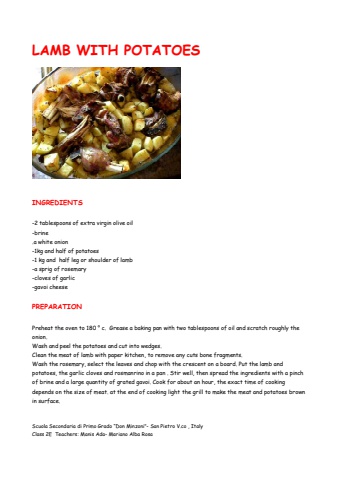 LAMB WITH POTATOES
INGREDIENTS
-2 tablespoons of extra virgin olive oil
-brine
.a white onion
-1kg and half of potatoes
-1 kg and  half leg or shoulder of lamb
-a sprig of rosemary
-cloves of garlic
-gavoi cheese
PREPARATION
Preheat the oven to 180 ° c.  Grease a baking pan with two tablespoons of oil and scratch roughly the
onion.
Wash and peel the potatoes and cut into wedges.
Clean the meat of lamb with paper kitchen, to remove any cuts bone fragments.
Wash the rosemary, select the leaves and chop with the crescent on a board. Put the lamb and
potatoes, the garlic cloves and rosmanrino in a pan . Stir well, then spread the ingredients with a pinch
of brine and a large quantity of grated gavoi. Cook for about an hour, the exact time of cooking
depends on the size of meat. at the end of cooking light the grill to make the meat and potatoes brown
in surface.
Scuola Secondaria di Primo Grado "Don Minzoni"- San Pietro V.co , Italy
Class 2E  Teachers: Manis Ada- Mariano Alba Rosa